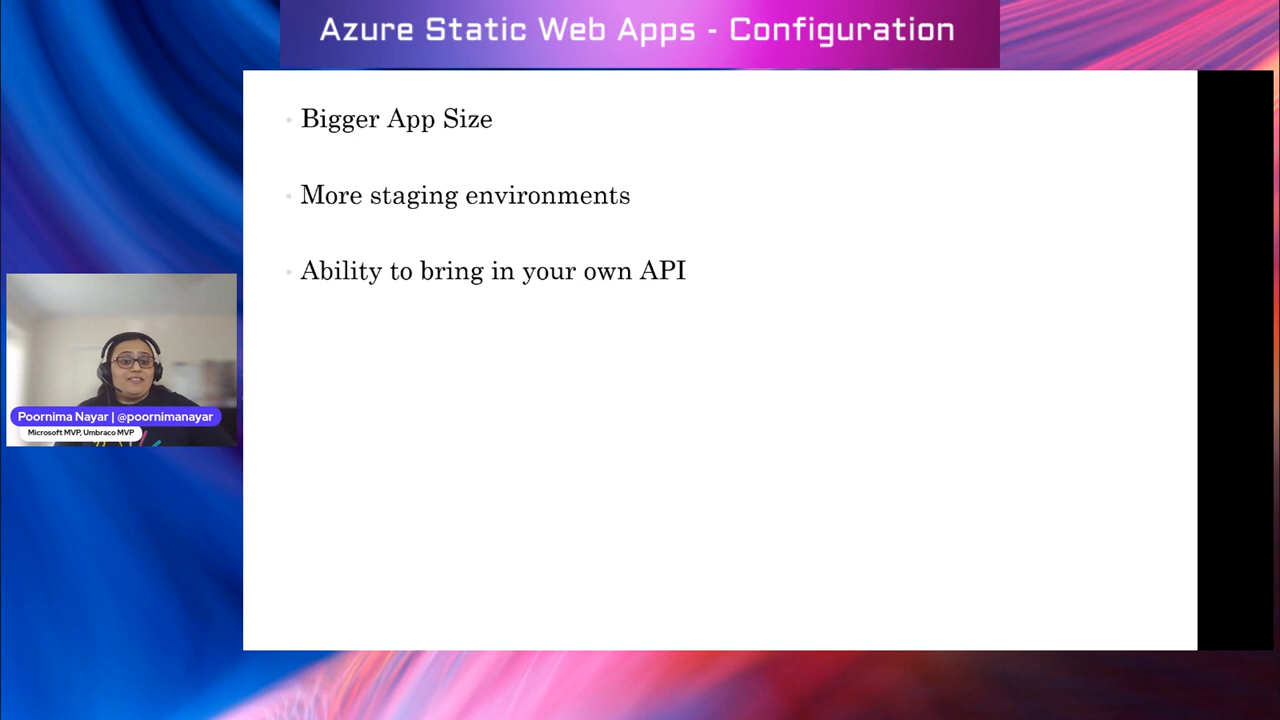 Azure Static Web Apps - Configuration
• Bigger App Size
• More staging environments
• Ability to bring in your own API
Poornima Nayar | @poornimanayar
Microsoft MVP, Umbraco MVP